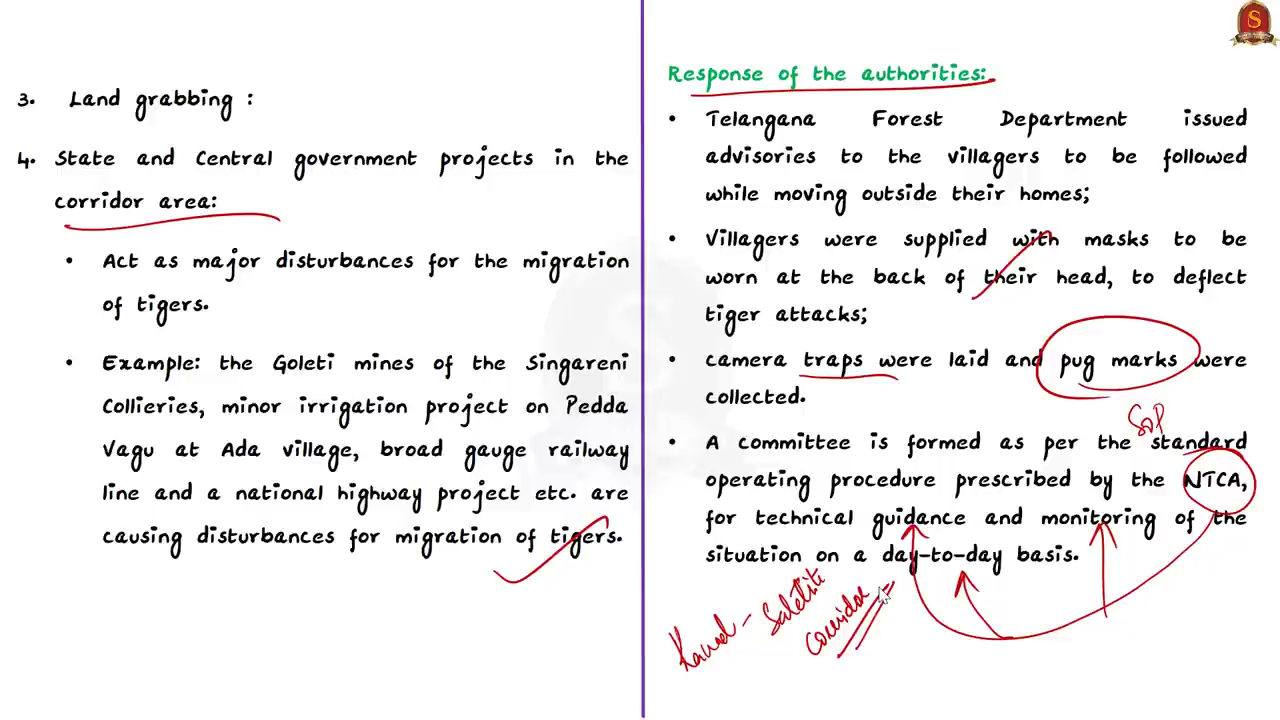 3. Land grabbing :
4. State and Central government projects in the
corridor area:
• Act as major disturbances for the migration
of tigers.
• Example: the Goleti mines of the Singareni
Collieries, minor irrigation project on Pedda
Vagu at Ada village, broad gauge railway
line and a national highway project etc. are
causing disturbances for migration of tigers.
S
Response of the authorities:
• Telangana Forest Department issued
advisories to the villagers to be followed
while moving outside their homes;
• Villagers were supplied with masks to be
worn at the back of their head, to deflect
tiger attacks;
• camera traps were laid and pug marks were
collected.
SOP
• A committee is formed as per the standard
operating procedure prescribed by the NTCA,
for technical guidance and monitoring of the
situation on a day-to-day basis.
Kawal - Satellite
corridor